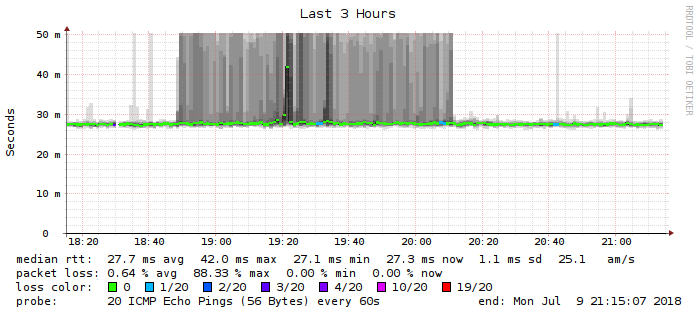 Last 3 Hours
RRDTOOL / TOBI OETIKER
Seconds
50 m
40 m
30 m
20 m
10 m
0
18:20 18:40 19:00 19:20 19:40 20:00 20:20 20:40 21:00
median rtt: 27.7 ms avg 42.0 ms max 27.1 ms min 27.3 ms now 1.1 ms sd 25.1 am/s
packet loss: 0.64 % avg 88.33 % max 0.00 % min 0.00 % now
loss color: 0 1/20 2/20 3/20 4/20 10/20 19/20
probe: 20 ICMP Echo Pings (56 Bytes) every 60s end: Mon Jul 9 21:15:07 2018